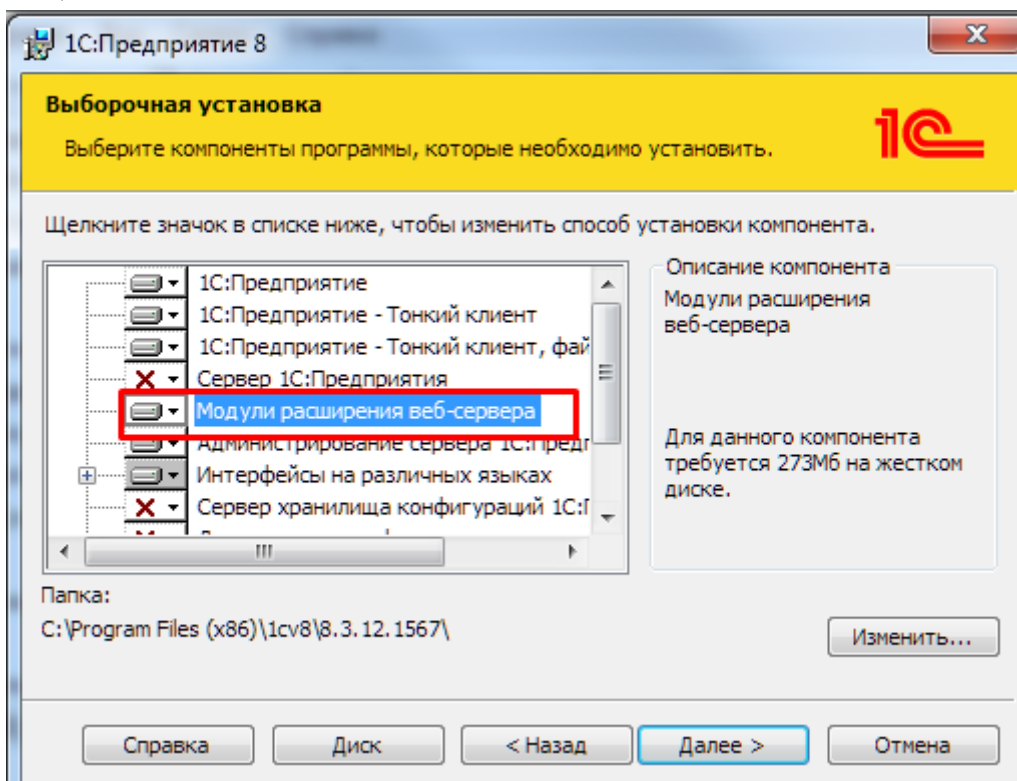 1С:Предприятие 8
Выборочная установка
Выберите компоненты программы, которые необходимо установить.
1С
Щелкните значок в списке ниже, чтобы изменить способ установки компонента.
1С:Предприятие
1С:Предприятие - Тонкий клиент
1С:Предприятие - Тонкий клиент, фай
Сервер 1С:Предприятия
Модули расширения веб-сервера
Администрирование сервера 1С:Предп
Интерфейсы на различных языках
Сервер хранилища конфигураций 1С:П
Описание компонента
Модули расширения
веб-сервера
Для данного компонента
требуется 273Мб на жестком
диске.
Папка:
C:\Program Files (x86)\1cv8\8.3.12.1567\
Изменить...
Справка
Диск
< Назад
Далее >
Отмена